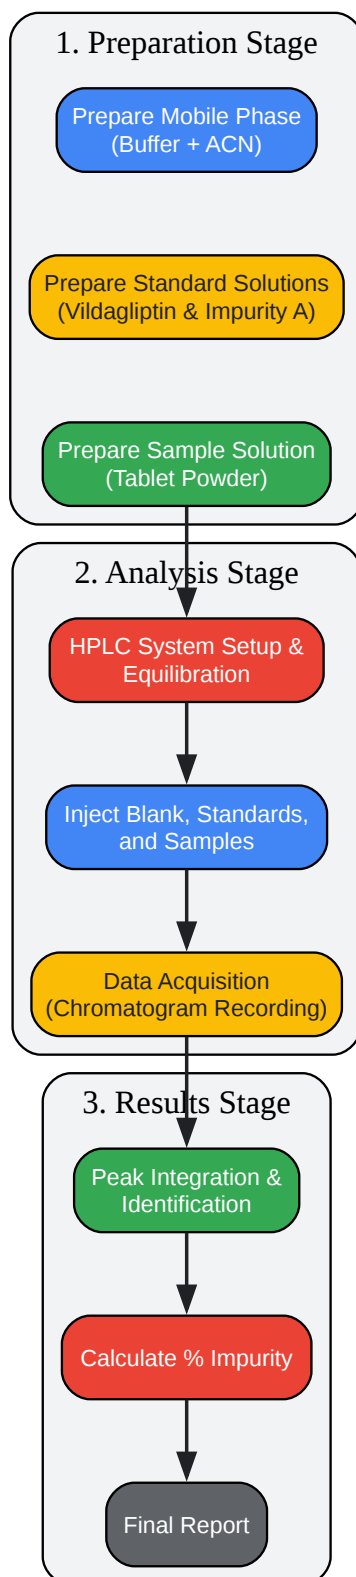 1. Preparation Stage
Prepare Mobile Phase
(Buffer + ACN)
Prepare Standard Solutions
(Vildagliptin & Impurity A)
Prepare Sample Solution
(Tablet Powder)
2. Analysis Stage
HPLC System Setup &
Equilibration
Inject Blank, Standards,
and Samples
Data Acquisition
(Chromatogram Recording)
3. Results Stage
Peak Integration &
Identification
Calculate % Impurity
Final Report